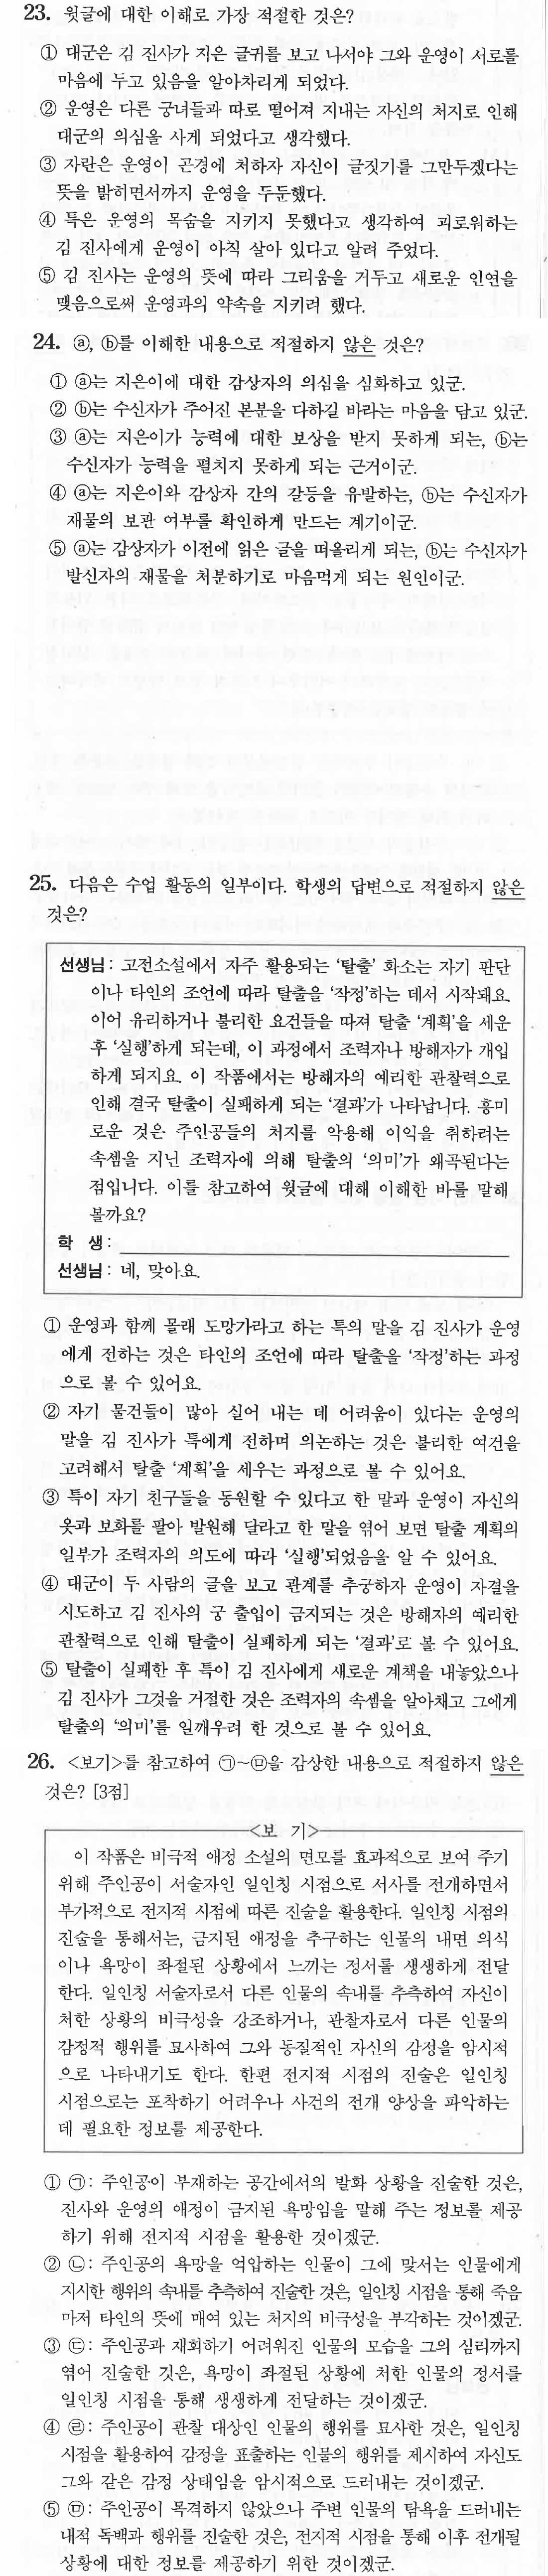 23. 윗글에 대한 이해로 가장 적절한 것은?
① 대군은 김 진사가 지은 글귀를 보고 나서야 그와 운영이 서로를
마음에 두고 있음을 알아차리게 되었다.
② 운영은 다른 궁녀들과 따로 떨어져 지내는 자신의 처지로 인해
대군의 의심을 사게 되었다고 생각했다.
③ 자란은 운영이 곤경에 처하자 자신이 글짓기를 그만두겠다는
뜻을 밝히면서까지 운영을 두둔했다.
④ 특은 운영의 목숨을 지키지 못했다고 생각하여 괴로워하는
김 진사에게 운영이 아직 살아 있다고 알려 주었다.
⑤ 김 진사는 운영의 뜻에 따라 그리움을 거두고 새로운 인연을
맺음으로써 운영과의 약속을 지키려 했다.
24. ⓐ, ⓑ를 이해한 내용으로 적절하지 않은 것은?
① ⓐ는 지은이에 대한 감상자의 의심을 심화하고 있군.
② ⓑ는 수신자가 주어진 본분을 다하길 바라는 마음을 담고 있군.
③ ⓐ는 지은이가 능력에 대한 보상을 받지 못하게 되는, ⓑ는
수신자가 능력을 펼치지 못하게 되는 근거이군.
④ ⓐ는 지은이와 감상자 간의 갈등을 유발하는, ⓑ는 수신자가
재물의 보관 여부를 확인하게 만드는 계기이군.
⑤ ⓐ는 감상자가 이전에 읽은 글을 떠올리게 되는, ⓑ는 수신자가
발신자의 재물을 처분하기로 마음먹게 되는 원인이군.
25. 다음은 수업 활동의 일부이다. 학생의 답변으로 적절하지 않은
것은?
선생님 : 고전소설에서 자주 활용되는 ‘탈출’ 화소는 자기 판단
이나 타인의 조언에 따라 탈출을 ‘작정’하는 데서 시작돼요.
이어 유리하거나 불리한 요건들을 따져 탈출 ‘계획’을 세운
후 ‘실행’하게 되는데, 이 과정에서 조력자나 방해자가 개입
하게 되지요. 이 작품에서는 방해자의 예리한 관찰력으로
인해 결국 탈출이 실패하게 되는 ‘결과’가 나타납니다. 흥미
로운 것은 주인공들의 처지를 악용해 이익을 취하려는
속셈을 지닌 조력자에 의해 탈출의 ‘의미’가 왜곡된다는
점입니다. 이를 참고하여 윗글에 대해 이해한 바를 말해
볼까요?
학 생 :
선생님 : 네, 맞아요.
① 운영과 함께 몰래 도망가라고 하는 특의 말을 김 진사가 운영
에게 전하는 것은 타인의 조언에 따라 탈출을 ‘작정’하는 과정
으로 볼 수 있어요.
② 자기 물건들이 많아 실어 내는 데 어려움이 있다는 운영의
말을 김 진사가 특에게 전하며 의논하는 것은 불리한 여건을
고려해서 탈출 ‘계획’을 세우는 과정으로 볼 수 있어요.
③ 특이 자기 친구들을 동원할 수 있다고 한 말과 운영이 자신의
옷과 보화를 팔아 발원해 달라고 한 말을 엮어 보면 탈출 계획의
일부가 조력자의 의도에 따라 ‘실행’되었음을 알 수 있어요.
④ 대군이 두 사람의 글을 보고 관계를 추궁하자 운영이 자결을
시도하고 김 진사의 궁 출입이 금지되는 것은 방해자의 예리한
관찰력으로 인해 탈출이 실패하게 되는 ‘결과’로 볼 수 있어요.
⑤ 탈출이 실패한 후 특이 김 진사에게 새로운 계책을 내놓았으나
김 진사가 그것을 거절한 것은 조력자의 속셈을 알아채고 그에게
탈출의 ‘의미’를 일깨우려 한 것으로 볼 수 있어요.
26. <보기>를 참고하여 ㉠~㉤을 감상한 내용으로 적절하지 않은
것은? [3점]
<보 기>
이 작품은 비극적 애정 소설의 면모를 효과적으로 보여 주기
위해 주인공이 서술자인 일인칭 시점으로 서사를 전개하면서
부가적으로 전지적 시점에 따른 진술을 활용한다. 일인칭 시점의
진술을 통해서는, 금지된 애정을 추구하는 인물의 내면 의식
이나 욕망이 좌절된 상황에서 느끼는 정서를 생생하게 전달
한다. 일인칭 서술자로서 다른 인물의 속내를 추측하여 자신이
처한 상황의 비극성을 강조하거나, 관찰자로서 다른 인물의
감정적 행위를 묘사하여 그와 동질적인 자신의 감정을 암시적
으로 나타내기도 한다. 한편 전지적 시점의 진술은 일인칭
시점으로는 포착하기 어려우나 사건의 전개 양상을 파악하는
데 필요한 정보를 제공한다.
① ㉠: 주인공이 부재하는 공간에서의 발화 상황을 진술한 것은,
진사와 운영의 애정이 금지된 욕망임을 말해 주는 정보를 제공
하기 위해 전지적 시점을 활용한 것이겠군.
② ㉡: 주인공의 욕망을 억압하는 인물이 그에 맞서는 인물에게
지시한 행위의 속내를 추측하여 진술한 것은, 일인칭 시점을 통해 죽음
마저 타인의 뜻에 매여 있는 처지의 비극성을 부각하는 것이겠군.
③ ㉢: 주인공과 재회하기 어려워진 인물의 모습을 그의 심리까지
엮어 진술한 것은, 욕망이 좌절된 상황에 처한 인물의 정서를
일인칭 시점을 통해 생생하게 전달하는 것이겠군.
④ ㉣: 주인공이 관찰 대상인 인물의 행위를 묘사한 것은, 일인칭
시점을 활용하여 감정을 표출하는 인물의 행위를 제시하여 자신도
그와 같은 감정 상태임을 암시적으로 드러내는 것이겠군.
⑤ ㉤: 주인공이 목격하지 않았으나 주변 인물의 탐욕을 드러내는
내적 독백과 행위를 진술한 것은, 전지적 시점을 통해 이후 전개될
상황에 대한 정보를 제공하기 위한 것이겠군.